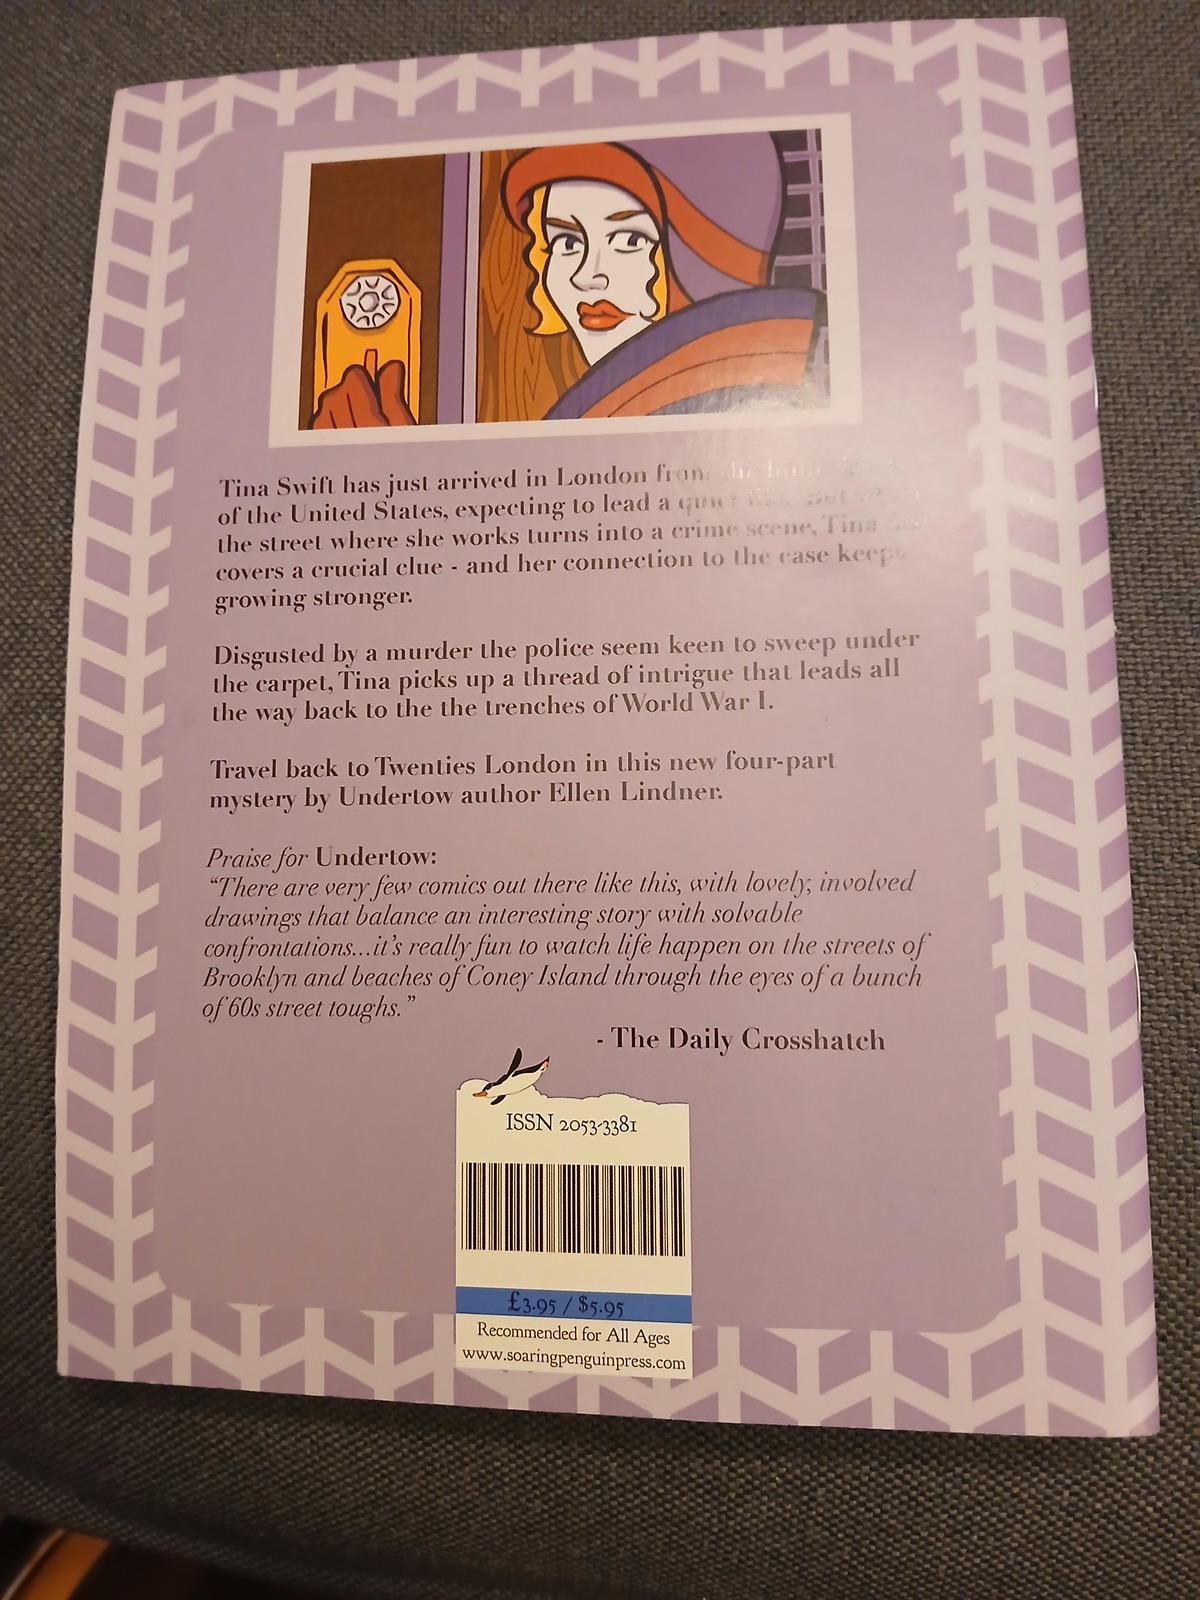 Tina Swift has just arrived in London from the
of the United States, expecting to lead a quiet But
the street where she works turns into a crime scene, Tina
covers a crucial clue - and her connection to the case keeps
growing stronger.
Disgusted by a murder the police seem keen to sweep under
the carpet, Tina picks up a thread of intrigue that leads all
the way back to the the trenches of World War I.
Travel back to Twenties London in this new four-part
mystery by Undertow author Ellen Lindner.
Praise for Undertow:
“There are very few comics out there like this, with lovely, involved
drawings that balance an interesting story with solvable
confrontations...it’s really fun to watch life happen on the streets of
Brooklyn and beaches of Coney Island through the eyes of a bunch
of 60s street toughs.”
- The Daily Crosshatch
ISSN 2053-3381
£3.95 / $5.95
Recommended for All Ages
www.soaringpenguinpress.com